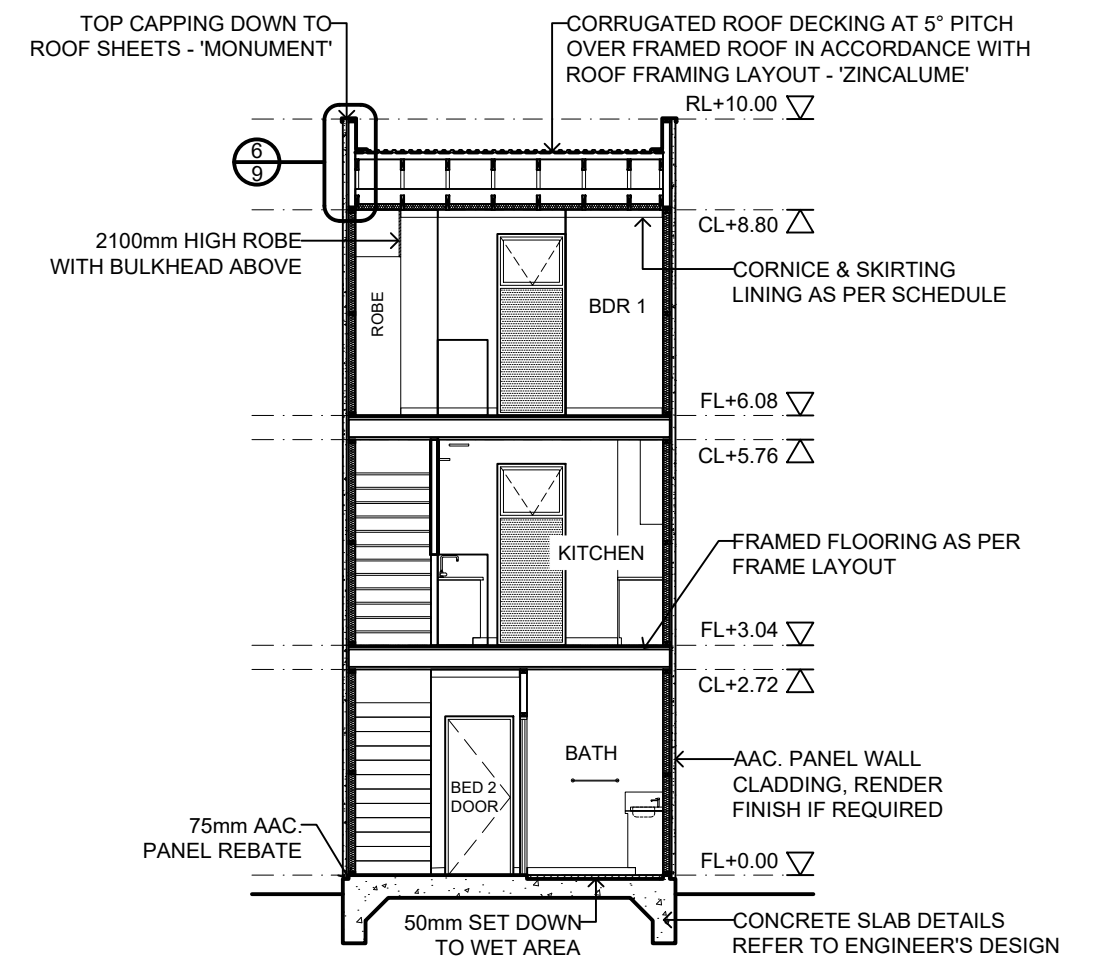 TOP CAPPING DOWN TO
ROOF SHEETS - 'MONUMENT'
CORRUGATED ROOF DECKING AT 5° PITCH
OVER FRAMED ROOF IN ACCORDANCE WITH
ROOF FRAMING LAYOUT - 'ZINCALUME'
RL+10.00
6
9
CL+8.80
2100mm HIGH ROBE
WITH BULKHEAD ABOVE
CORNICE & SKIRTING
LINING AS PER SCHEDULE
ROBE
BDR 1
FL+6.08
CL+5.76
KITCHEN
FRAMED FLOORING AS PER
FRAME LAYOUT
FL+3.04
CL+2.72
BATH
BED 2
DOOR
AAC. PANEL WALL
CLADDING, RENDER
FINISH IF REQUIRED
75mm AAC.
PANEL REBATE
FL+0.00
50mm SET DOWN
TO WET AREA
CONCRETE SLAB DETAILS
REFER TO ENGINEER'S DESIGN